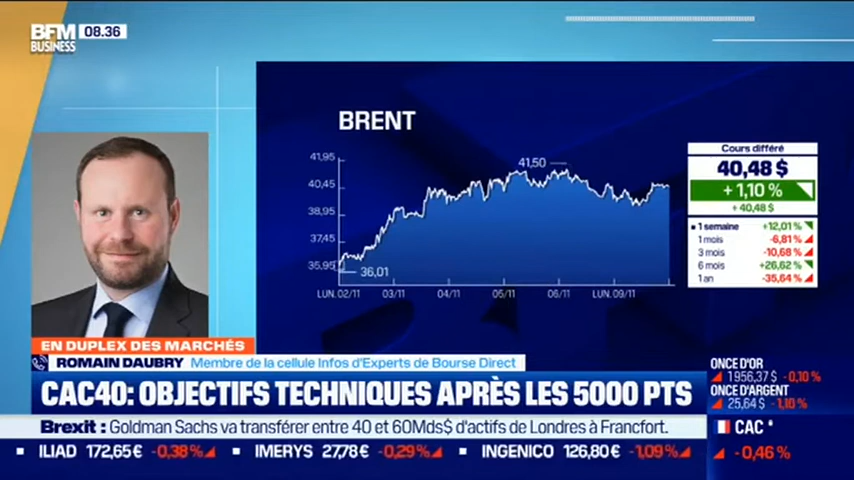 BFM 08.36
BUSINESS
BRENT
41,95
40,45
38,95
37,45
35,95
41,50
36,01
LUN.02/11 03/11 04/11 05/11 06/11 LUN.09/11
Cours différé
40,48 $
+ 1,10 %
+ 40,48 $
1 semaine +12,01%
1 mois -6,81%
3 mois -10,68%
6 mois +26,62%
1 an -35,64%
EN DUPLEX DES MARCHÉS
ROMAIN DAUBRY Membre de la cellule Infos d'Experts de Bourse Direct
CAC40: OBJECTIFS TECHNIQUES APRÈS LES 5000 PTS
Brexit : Goldman Sachs va transférer entre 40 et 60Mds$ d'actifs de Londres à Francfort.
ILIAD 172,65€ -0,38% IMERYS 27,78€ -0,29% INGENICO 126,80€ -1,09%
ONCE D'OR
1956,37$ -0,10%
ONCE D'ARGENT
25,64$ -1,10%
CAC *
-0,46%